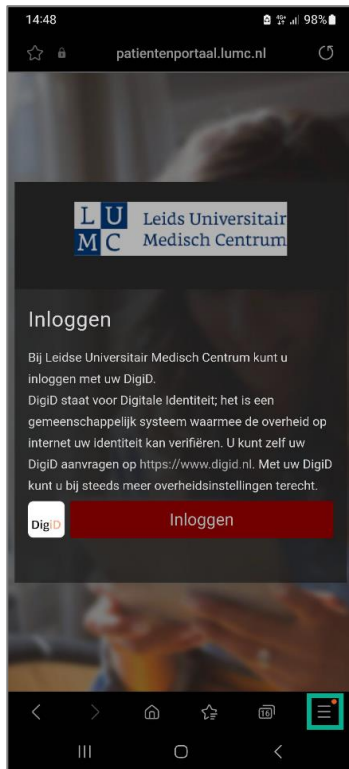 14:48
4G+ 98%
patientenportaal.lumc.nl
L U Leids Universitair
M C Medisch Centrum
Inloggen
Bij Leidse Universitair Medisch Centrum kunt u
inloggen met uw DigiD.
DigiD staat voor Digitale Identiteit; het is een
gemeenschappelijk systeem waarmee de overheid op
internet uw identiteit kan verifiëren. U kunt zelf uw
DigiD aanvragen op https://www.digid.nl. Met uw DigiD
kunt u bij steeds meer overheidsinstellingen terecht.
DigiD Inloggen
16